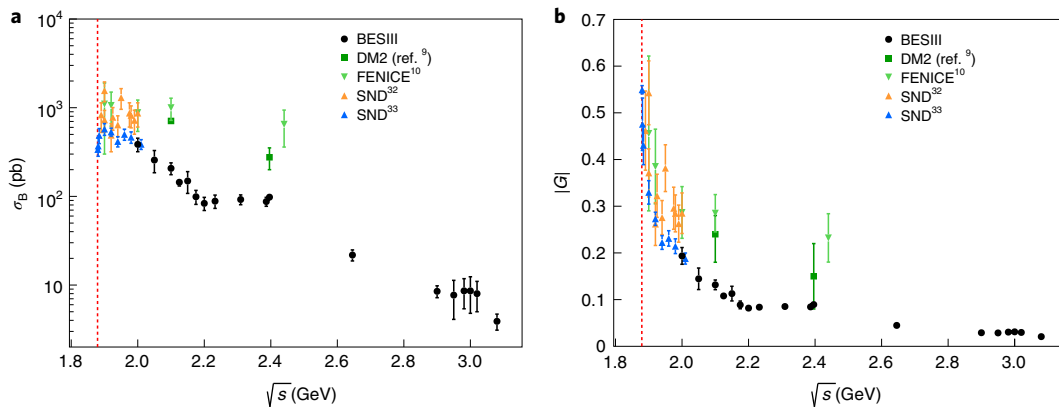 a
10⁴
10³
10²
10
σB (pb)
1.8 2.0 2.2 2.4 2.6 2.8 3.0
√s (GeV)
BESIII
DM2 (ref. ⁹)
FENICE¹⁰
SND³²
SND³³
b
0.7
0.6
0.5
0.4
0.3
0.2
0.1
0
|G|
1.8 2.0 2.2 2.4 2.6 2.8 3.0
√s (GeV)
BESIII
DM2 (ref. ⁹)
FENICE¹⁰
SND³²
SND³³